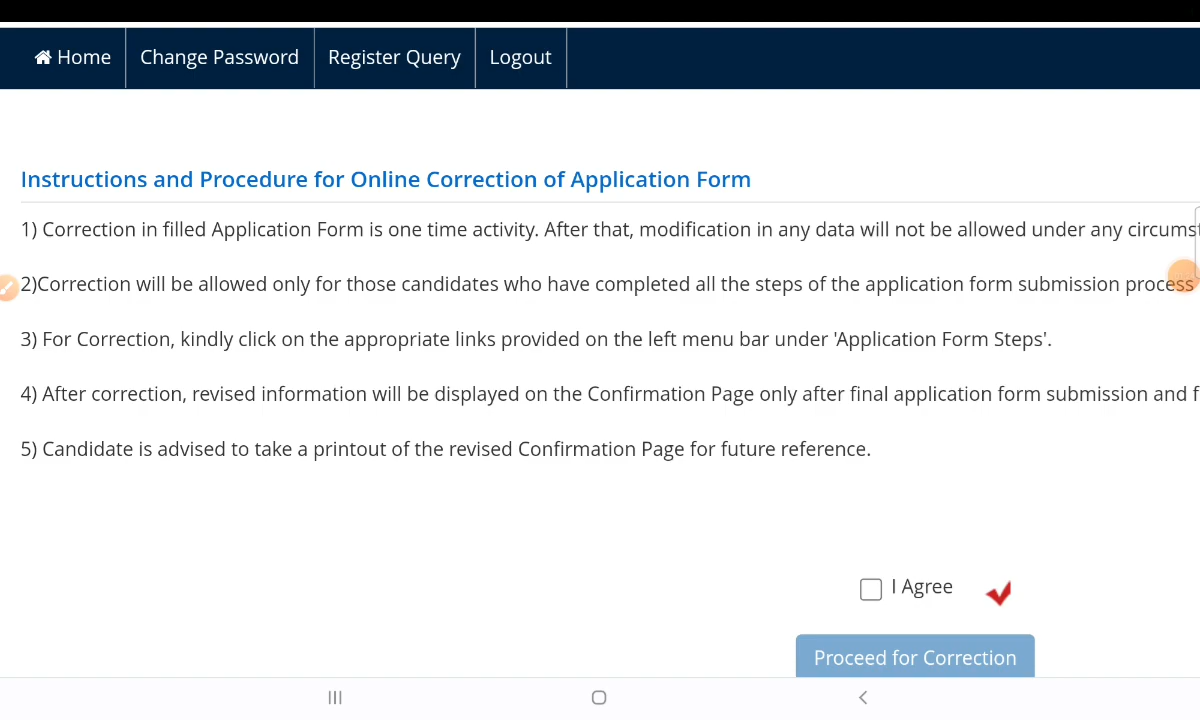 Home Change Password Register Query Logout
Instructions and Procedure for Online Correction of Application Form
1) Correction in filled Application Form is one time activity. After that, modification in any data will not be allowed under any circumst
2)Correction will be allowed only for those candidates who have completed all the steps of the application form submission process
3) For Correction, kindly click on the appropriate links provided on the left menu bar under 'Application Form Steps'.
4) After correction, revised information will be displayed on the Confirmation Page only after final application form submission and f
5) Candidate is advised to take a printout of the revised Confirmation Page for future reference.
I Agree
Proceed for Correction